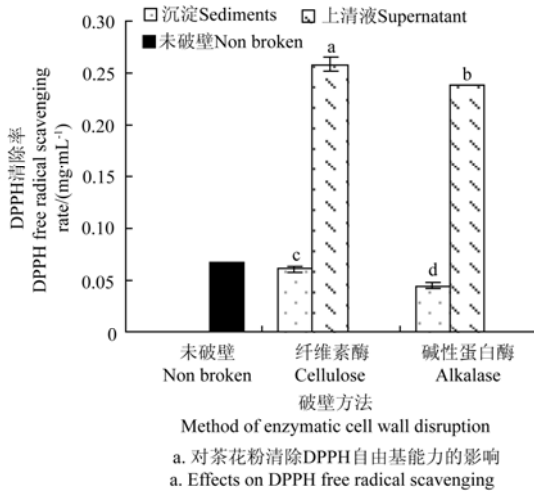 沉淀Sediments 上清液Supernatant
未破壁Non broken
DPPH清除率
DPPH free radical scavenging
rate/(mg·mL⁻¹)
0.30
0.25
0.20
0.15
0.10
0.05
0
a
b
c
d
未破壁 纤维素酶 碱性蛋白酶
Non broken Cellulose Alkalase
破壁方法
Method of enzymatic cell wall disruption
a. 对茶花粉清除DPPH自由基能力的影响
a. Effects on DPPH free radical scavenging